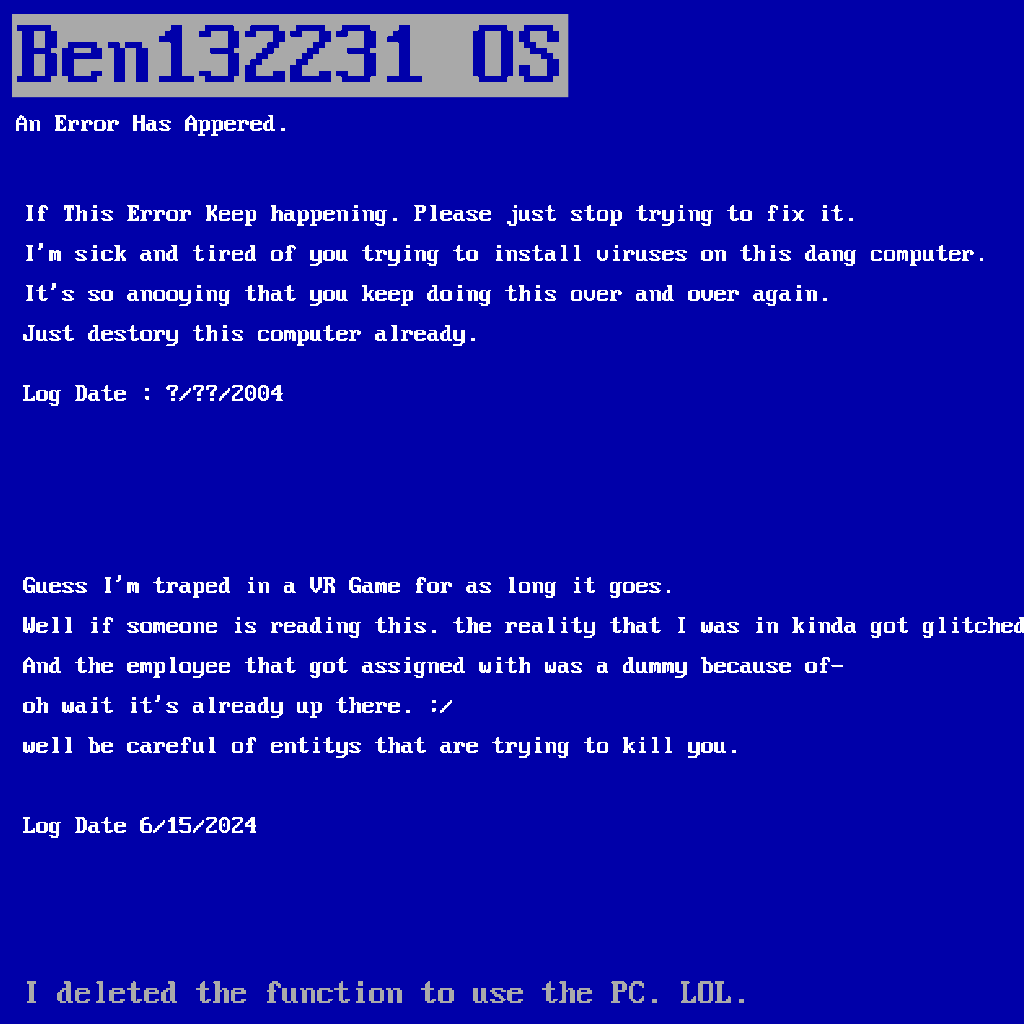 Ben132231 OS
An Error Has Appered.
If This Error Keep happening. Please just stop trying to fix it.
I'm sick and tired of you trying to install viruses on this dang computer.
It's so anooying that you keep doing this over and over again.
Just destory this computer already.
Log Date : ?/??/2004
Guess I'm traped in a VR Game for as long it goes.
Well if someone is reading this. the reality that I was in kinda got glitched
And the employee that got assigned with was a dummy because of-
oh wait it's already up there. :/
well be careful of entitys that are trying to kill you.
Log Date 6/15/2024
I deleted the function to use the PC. LOL.